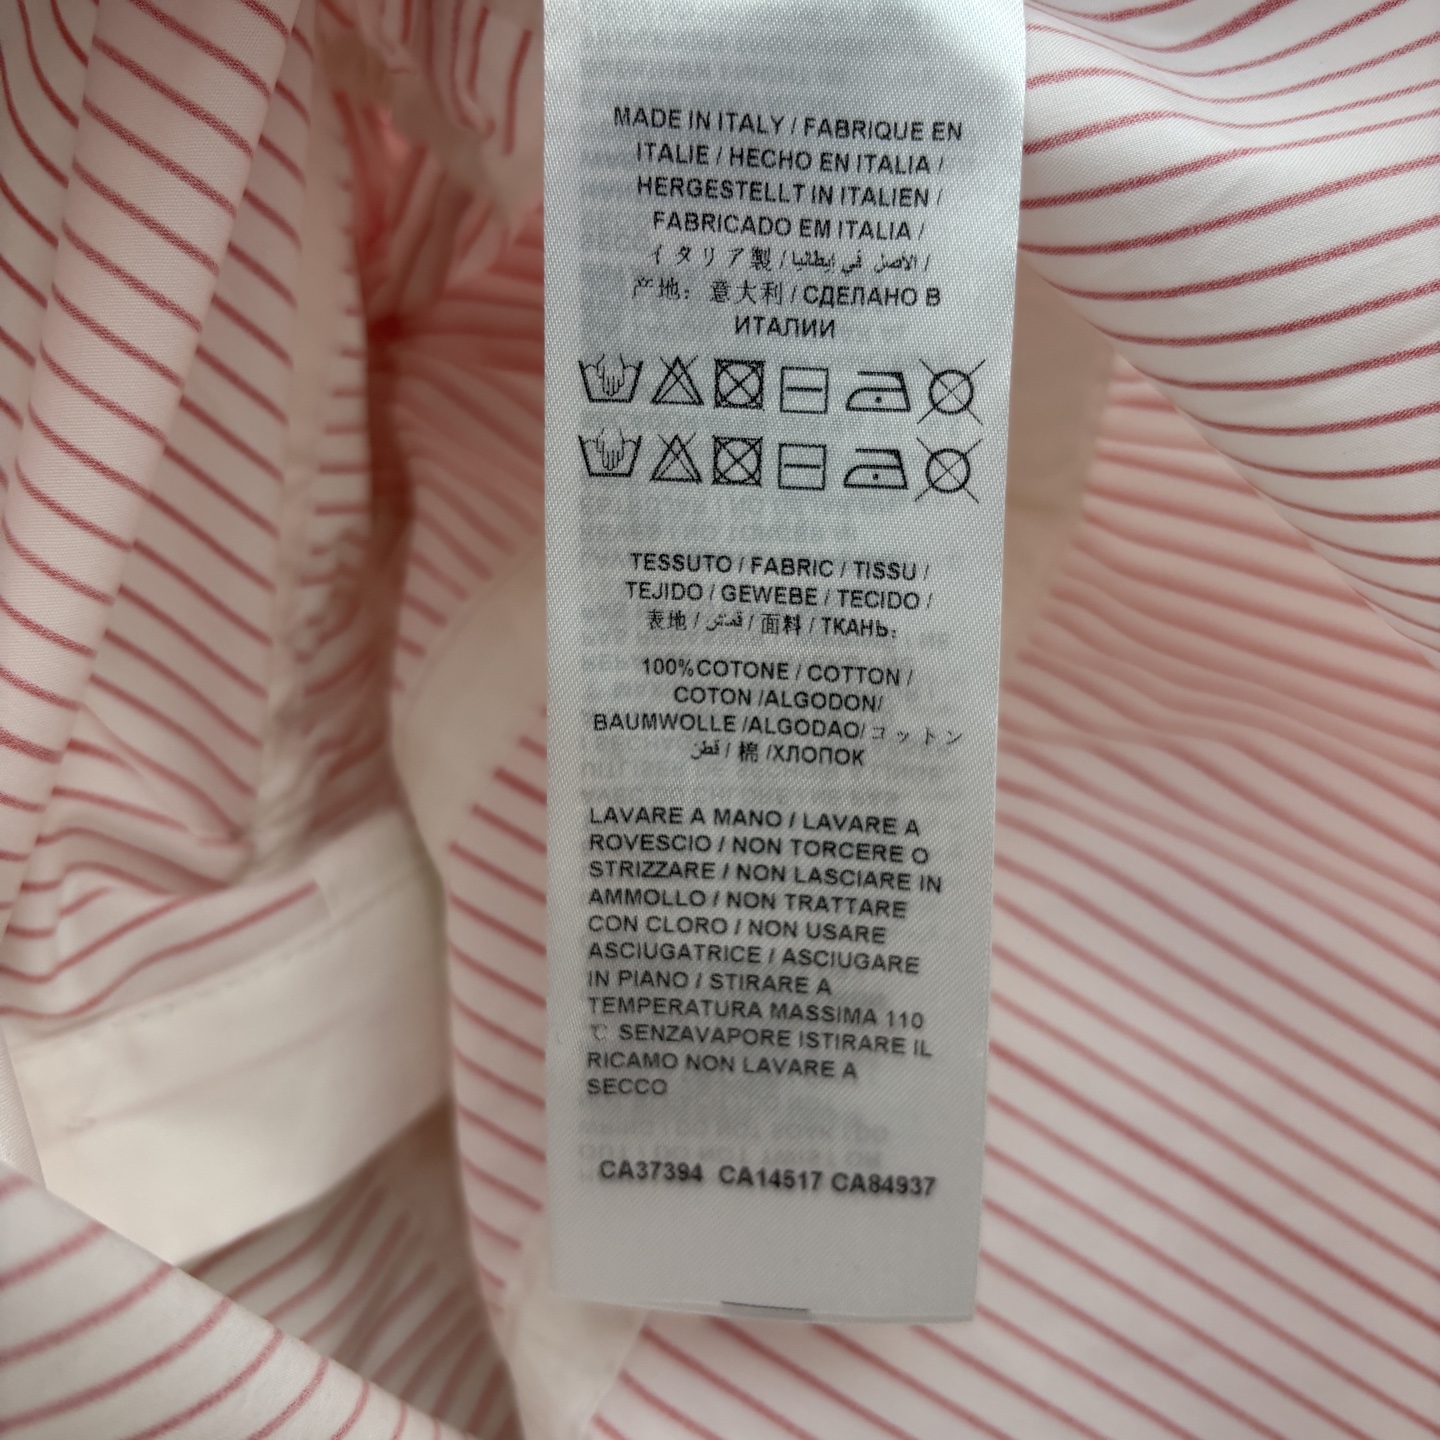 MADE IN ITALY / FABRIQUE EN
ITALIE / HECHO EN ITALIA /
HERGESTELLT IN ITALIEN /
FABRICADO EM ITALIA /
イタリア製 / الاصل في إيطاليا /
产地: 意大利 / СДЕЛАНО В
ИТАЛИИ
TESSUTO / FABRIC / TISSU /
TEJIDO / GEWEBE / TECIDO /
表地 / قمش / 面料 / ТКАНЬ:
100%COTONE / COTTON /
COTON /ALGODON/
BAUMWOLLE /ALGODAO/ コットン
قطن / 棉 /ХЛОПОК
LAVARE A MANO / LAVARE A
ROVESCIO / NON TORCERE O
STRIZZARE / NON LASCIARE IN
AMMOLLO / NON TRATTARE
CON CLORO / NON USARE
ASCIUGATRICE / ASCIUGARE
IN PIANO / STIRARE A
TEMPERATURA MASSIMA 110
℃ SENZAVAPORE ISTIRARE IL
RICAMO NON LAVARE A
SECCO
CA37394 CA14517 CA84937